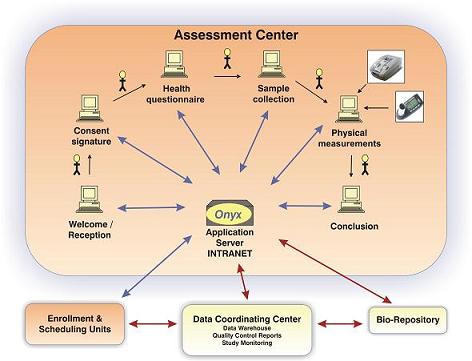 Assessment Center
Health
questionnaire
Sample
collection
Consent
signature
Physical
measurements
Welcome /
Reception
Onyx
Application
Server
INTRANET
Conclusion
Enrollment &
Scheduling Units
Data Coordinating Center
Data Warehouse
Quality Control Reports
Study Monitoring
Bio-Repository